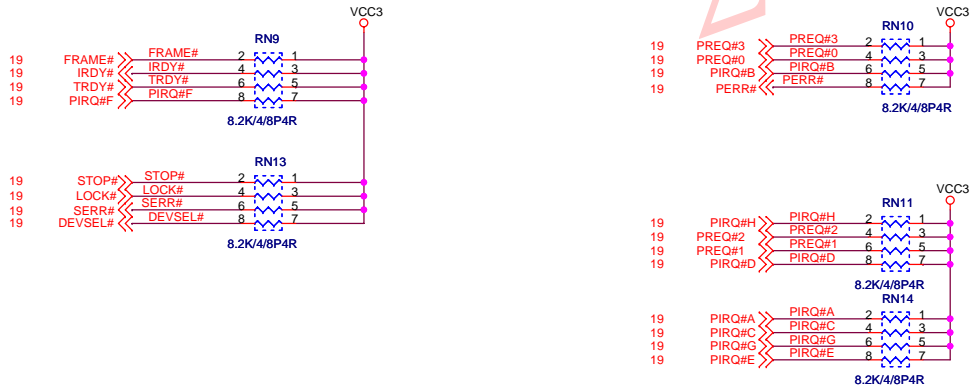 VCC3
RN9
19 FRAME# FRAME# 2 1
19 IRDY# IRDY# 4 3
19 TRDY# TRDY# 6 5
19 PIRQ#F PIRQ#F 8 7
8.2K/4/8P4R
RN13
19 STOP# STOP# 2 1
19 LOCK# LOCK# 4 3
19 SERR# SERR# 6 5
19 DEVSEL# DEVSEL# 8 7
8.2K/4/8P4R
VCC3
RN10
19 PREQ#3 PREQ#3 2 1
19 PREQ#0 PREQ#0 4 3
19 PIRQ#B PIRQ#B 6 5
19 PERR# PERR# 8 7
8.2K/4/8P4R
VCC3
RN11
19 PIRQ#H PIRQ#H 2 1
19 PREQ#2 PREQ#2 4 3
19 PREQ#1 PREQ#1 6 5
19 PIRQ#D PIRQ#D 8 7
8.2K/4/8P4R
RN14
19 PIRQ#A PIRQ#A 2 1
19 PIRQ#C PIRQ#C 4 3
19 PIRQ#G PIRQ#G 6 5
19 PIRQ#E PIRQ#E 8 7
8.2K/4/8P4R